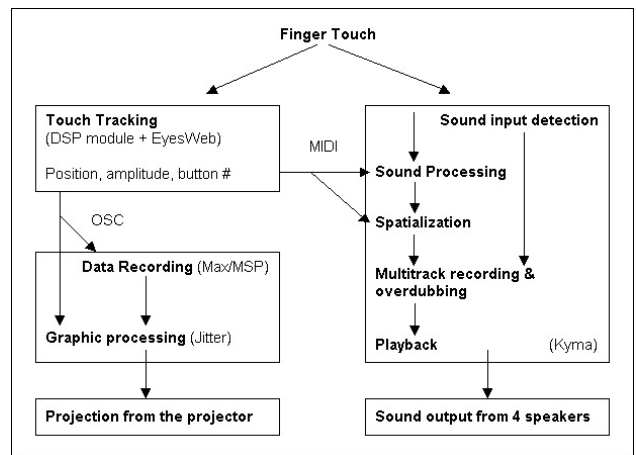 Finger Touch
Touch Tracking
(DSP module + EyesWeb)
Position, amplitude, button #
MIDI
OSC
Data Recording (Max/MSP)
Graphic processing (Jitter)
Projection from the projector
Sound input detection
Sound Processing
Spatialization
Multitrack recording &
overdubbing
Playback
(Kyma)
Sound output from 4 speakers